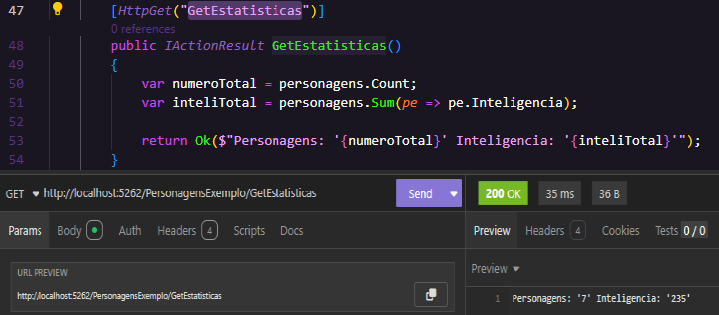 47 [HttpGet("GetEstatisticas")]
0 references
48 public IActionResult GetEstatisticas()
49 {
50 var numeroTotal = personagens.Count;
51 var inteliTotal = personagens.Sum(pe => pe.Inteligencia);
52
53 return Ok($"Personagens: '{numeroTotal}' Inteligencia: '{inteliTotal}'");
54 }
GET http://localhost:5262/PersonagensExemplo/GetEstatisticas Send 200 OK 35 ms 36 B
Params Body Auth Headers 4 Scripts Docs Preview Headers 4 Cookies Tests 0 / 0
URL PREVIEW
Preview
http://localhost:5262/PersonagensExemplo/GetEstatisticas
1 Personagens: '7' Inteligencia: '235'